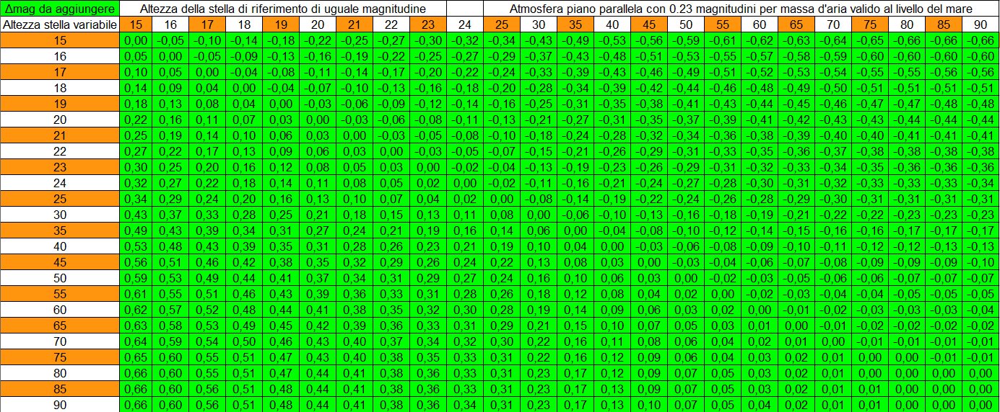 Δmag da aggiungere Altezza della stella di riferimento di uguale magnitudine Atmosfera piano parallela con 0.23 magnitudini per massa d'aria valido al livello del mare
Altezza stella variabile 15 16 17 18 19 20 21 22 23 24 25 30 35 40 45 50 55 60 65 70 75 80 85 90
15 0,00 -0,05 -0,10 -0,14 -0,18 -0,22 -0,25 -0,27 -0,30 -0,32 -0,34 -0,43 -0,49 -0,53 -0,56 -0,59 -0,61 -0,62 -0,63 -0,64 -0,65 -0,66 -0,66 -0,66
16 0,05 0,00 -0,05 -0,09 -0,13 -0,16 -0,19 -0,22 -0,25 -0,27 -0,29 -0,37 -0,43 -0,48 -0,51 -0,53 -0,55 -0,57 -0,58 -0,59 -0,60 -0,60 -0,60 -0,60
17 0,10 0,05 0,00 -0,04 -0,08 -0,11 -0,14 -0,17 -0,20 -0,22 -0,24 -0,33 -0,39 -0,43 -0,46 -0,49 -0,51 -0,52 -0,53 -0,54 -0,55 -0,55 -0,56 -0,56
18 0,14 0,09 0,04 0,00 -0,04 -0,07 -0,10 -0,13 -0,16 -0,18 -0,20 -0,28 -0,34 -0,39 -0,42 -0,44 -0,46 -0,48 -0,49 -0,50 -0,51 -0,51 -0,51 -0,51
19 0,18 0,13 0,08 0,04 0,00 -0,03 -0,06 -0,09 -0,12 -0,14 -0,16 -0,25 -0,31 -0,35 -0,38 -0,41 -0,43 -0,44 -0,45 -0,46 -0,47 -0,47 -0,48 -0,48
20 0,22 0,16 0,11 0,07 0,03 0,00 -0,03 -0,06 -0,08 -0,11 -0,13 -0,21 -0,27 -0,31 -0,35 -0,37 -0,39 -0,41 -0,42 -0,43 -0,43 -0,44 -0,44 -0,44
21 0,25 0,19 0,14 0,10 0,06 0,03 0,00 -0,03 -0,05 -0,08 -0,10 -0,18 -0,24 -0,28 -0,32 -0,34 -0,36 -0,38 -0,39 -0,40 -0,40 -0,41 -0,41 -0,41
22 0,27 0,22 0,17 0,13 0,09 0,06 0,03 0,00 -0,03 -0,05 -0,07 -0,15 -0,21 -0,26 -0,29 -0,31 -0,33 -0,35 -0,36 -0,37 -0,38 -0,38 -0,38 -0,38
23 0,30 0,25 0,20 0,16 0,12 0,08 0,05 0,03 0,00 -0,02 -0,04 -0,13 -0,19 -0,23 -0,26 -0,29 -0,31 -0,32 -0,33 -0,34 -0,35 -0,36 -0,36 -0,36
24 0,32 0,27 0,22 0,18 0,14 0,11 0,08 0,05 0,02 0,00 -0,02 -0,11 -0,16 -0,21 -0,24 -0,27 -0,28 -0,30 -0,31 -0,32 -0,33 -0,33 -0,33 -0,34
25 0,34 0,29 0,24 0,20 0,16 0,13 0,10 0,07 0,04 0,02 0,00 -0,08 -0,14 -0,19 -0,22 -0,24 -0,26 -0,28 -0,29 -0,30 -0,31 -0,31 -0,31 -0,31
30 0,43 0,37 0,33 0,28 0,25 0,21 0,18 0,15 0,13 0,11 0,08 0,00 -0,06 -0,10 -0,13 -0,16 -0,18 -0,19 -0,21 -0,22 -0,22 -0,23 -0,23 -0,23
35 0,49 0,43 0,39 0,34 0,31 0,27 0,24 0,21 0,19 0,16 0,14 0,06 0,00 -0,04 -0,08 -0,10 -0,12 -0,14 -0,15 -0,16 -0,16 -0,17 -0,17 -0,17
40 0,53 0,48 0,43 0,39 0,35 0,31 0,28 0,26 0,23 0,21 0,19 0,10 0,04 0,00 -0,03 -0,06 -0,08 -0,09 -0,10 -0,11 -0,12 -0,12 -0,13 -0,13
45 0,56 0,51 0,46 0,42 0,38 0,35 0,32 0,29 0,26 0,24 0,22 0,13 0,08 0,03 0,00 -0,03 -0,04 -0,06 -0,07 -0,08 -0,09 -0,09 -0,09 -0,10
50 0,59 0,53 0,49 0,44 0,41 0,37 0,34 0,31 0,29 0,27 0,24 0,16 0,10 0,06 0,03 0,00 -0,02 -0,03 -0,05 -0,06 -0,06 -0,07 -0,07 -0,07
55 0,61 0,55 0,51 0,46 0,43 0,39 0,36 0,33 0,31 0,28 0,26 0,18 0,12 0,08 0,04 0,02 0,00 -0,02 -0,03 -0,04 -0,04 -0,05 -0,05 -0,05
60 0,62 0,57 0,52 0,48 0,44 0,41 0,38 0,35 0,32 0,30 0,28 0,19 0,14 0,09 0,06 0,03 0,02 0,00 -0,01 -0,02 -0,03 -0,03 -0,03 -0,04
65 0,63 0,58 0,53 0,49 0,45 0,42 0,39 0,36 0,33 0,31 0,29 0,21 0,15 0,10 0,07 0,05 0,03 0,01 0,00 -0,01 -0,02 -0,02 -0,02 -0,02
70 0,64 0,59 0,54 0,50 0,46 0,43 0,40 0,37 0,34 0,32 0,30 0,22 0,16 0,11 0,08 0,06 0,04 0,02 0,01 0,00 -0,01 -0,01 -0,01 -0,01
75 0,65 0,60 0,55 0,51 0,47 0,43 0,40 0,38 0,35 0,33 0,31 0,22 0,16 0,12 0,09 0,06 0,04 0,03 0,02 0,01 0,00 0,00 -0,01 -0,01
80 0,66 0,60 0,55 0,51 0,47 0,44 0,41 0,38 0,36 0,33 0,31 0,23 0,17 0,12 0,09 0,07 0,05 0,03 0,02 0,01 0,00 0,00 0,00 0,00
85 0,66 0,60 0,56 0,51 0,48 0,44 0,41 0,38 0,36 0,33 0,31 0,23 0,17 0,13 0,09 0,07 0,05 0,03 0,02 0,01 0,01 0,00 0,00 0,00
90 0,66 0,60 0,56 0,51 0,48 0,44 0,41 0,38 0,36 0,34 0,31 0,23 0,17 0,13 0,10 0,07 0,05 0,04 0,02 0,01 0,01 0,00 0,00 0,00